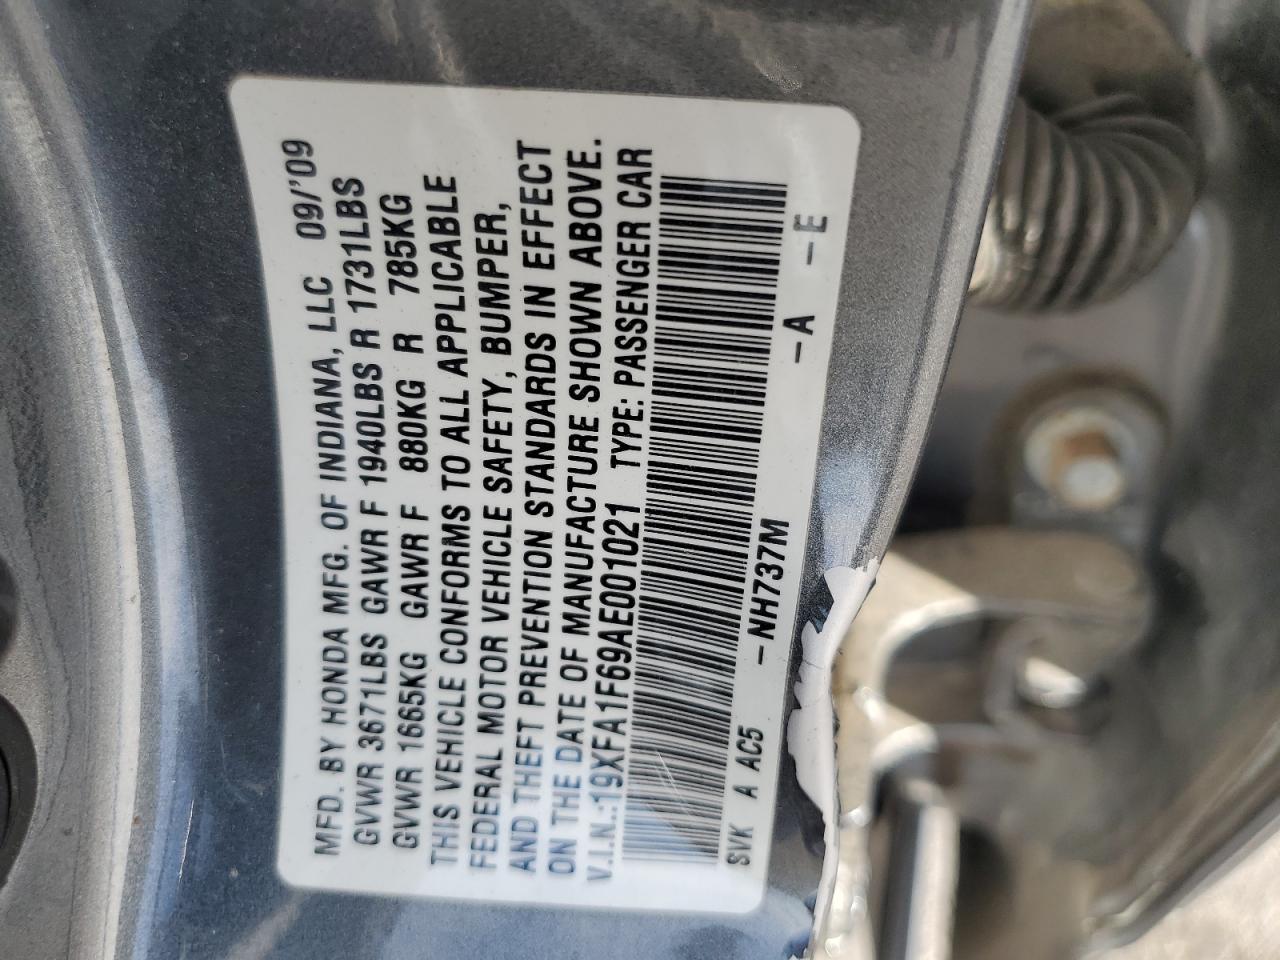 MFD. BY HONDA MFG. OF INDIANA, LLC 09/'09
GVWR 3671LBS GAWR F 1940LBS R 1731LBS
GVWR 1665KG GAWR F 880KG R 785KG
THIS VEHICLE CONFORMS TO ALL APPLICABLE
FEDERAL MOTOR VEHICLE SAFETY, BUMPER,
AND THEFT PREVENTION STANDARDS IN EFFECT
ON THE DATE OF MANUFACTURE SHOWN ABOVE.
V.I.N.:19XFA1F69AE001021 TYPE: PASSENGER CAR
SVK A AC5 -NH737M -A -E